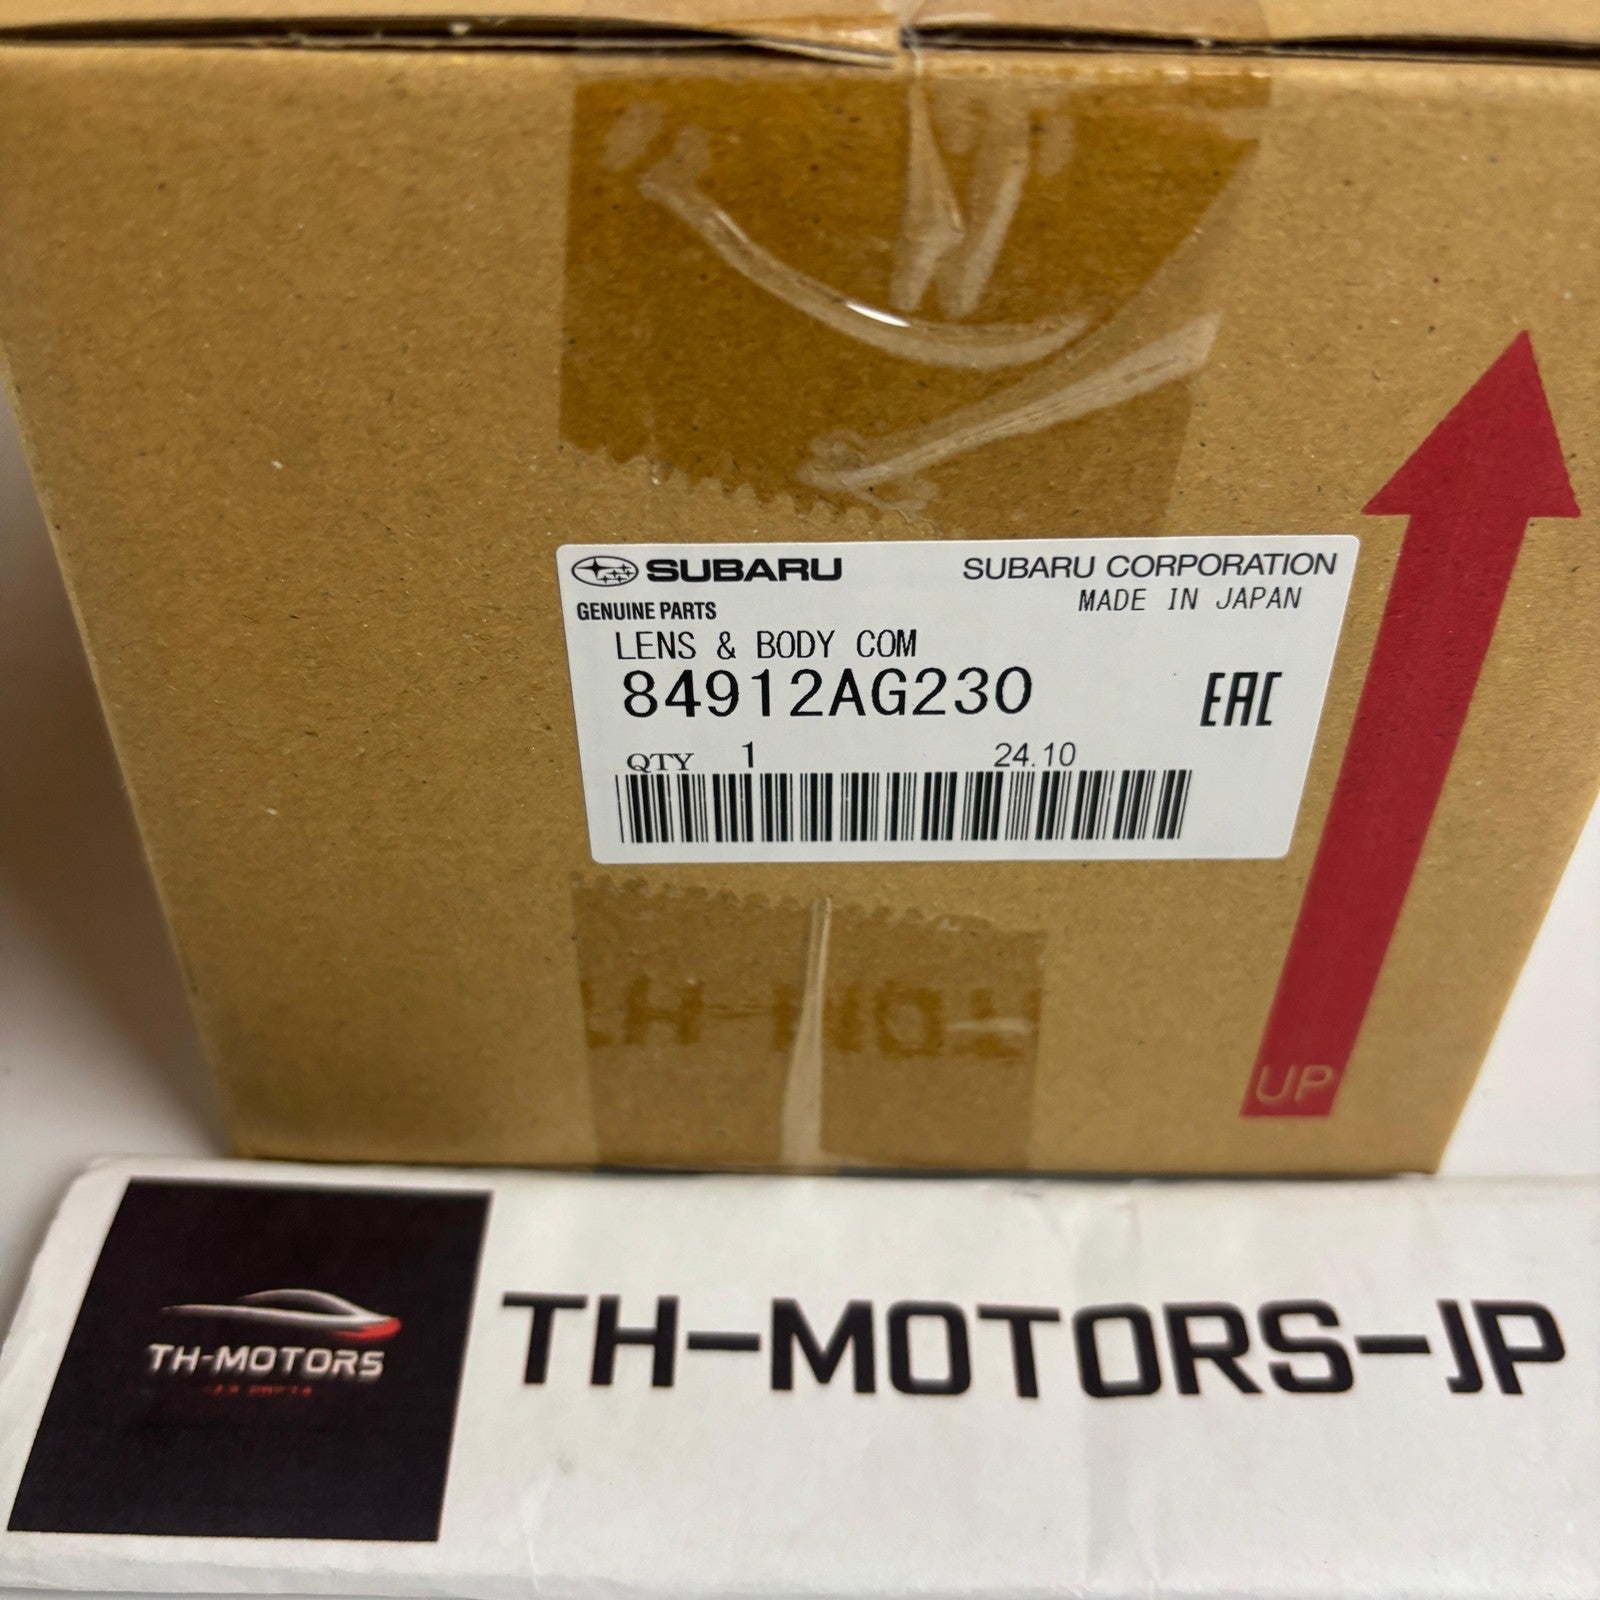 SUBARU SUBARU CORPORATION
GENUINE PARTS MADE IN JAPAN
LENS & BODY COM
84912AG230 EAC
QTY 1 24.10
UP
TH-MOTORS
TH-MOTORS-JP